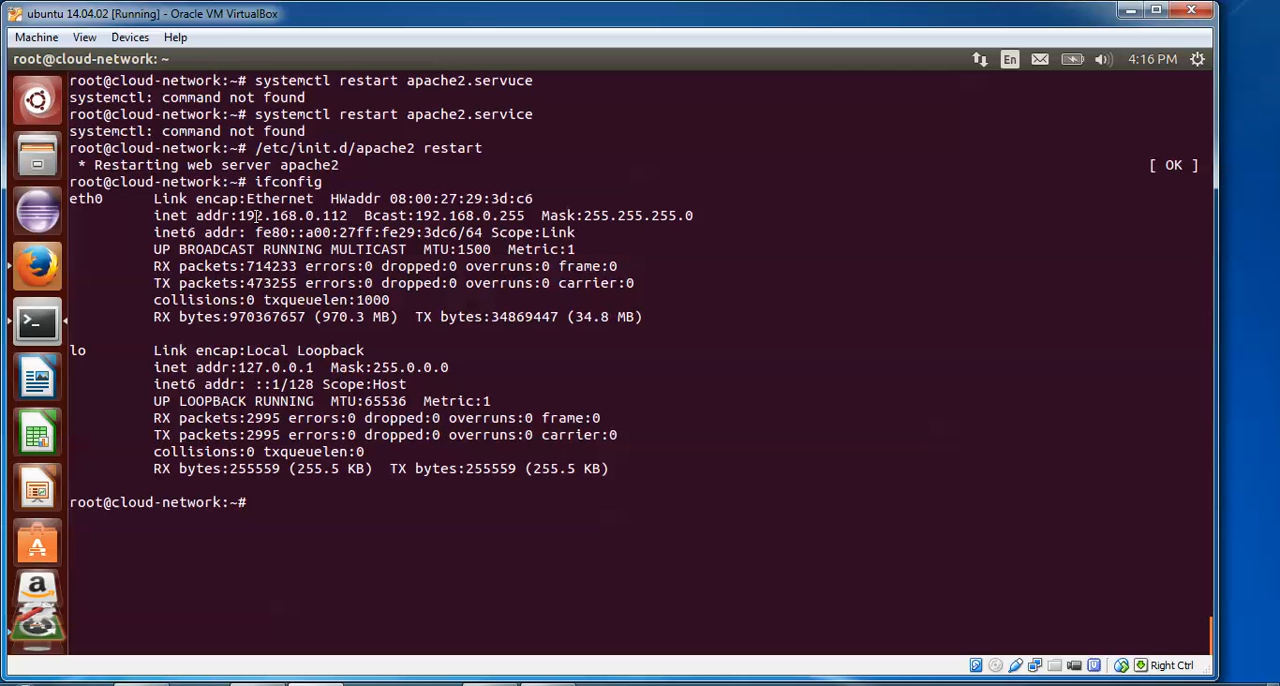 ubuntu 14.04.02 [Running] - Oracle VM VirtualBox
Machine View Devices Help
root@cloud-network: ~ En 4:16 PM
root@cloud-network:~# systemctl restart apache2.servuce
systemctl: command not found
root@cloud-network:~# systemctl restart apache2.service
systemctl: command not found
root@cloud-network:~# /etc/init.d/apache2 restart
 * Restarting web server apache2 [ OK ]
root@cloud-network:~# ifconfig
eth0 Link encap:Ethernet HWaddr 08:00:27:29:3d:c6
inet addr:192.168.0.112 Bcast:192.168.0.255 Mask:255.255.255.0
inet6 addr: fe80::a00:27ff:fe29:3dc6/64 Scope:Link
UP BROADCAST RUNNING MULTICAST MTU:1500 Metric:1
RX packets:714233 errors:0 dropped:0 overruns:0 frame:0
TX packets:473255 errors:0 dropped:0 overruns:0 carrier:0
collisions:0 txqueuelen:1000
RX bytes:970367657 (970.3 MB) TX bytes:34869447 (34.8 MB)
lo Link encap:Local Loopback
inet addr:127.0.0.1 Mask:255.0.0.0
inet6 addr: ::1/128 Scope:Host
UP LOOPBACK RUNNING MTU:65536 Metric:1
RX packets:2995 errors:0 dropped:0 overruns:0 frame:0
TX packets:2995 errors:0 dropped:0 overruns:0 carrier:0
collisions:0 txqueuelen:0
RX bytes:255559 (255.5 KB) TX bytes:255559 (255.5 KB)
root@cloud-network:~#
Right Ctrl